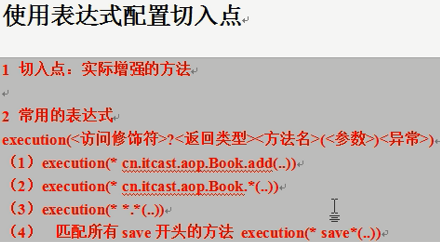 使用表达式配置切入点
1 切入点：实际增强的方法
2 常用的表达式
execution(<访问修饰符>?<返回类型><方法名>(<参数>)<异常>)
（1）execution(* cn.itcast.aop.Book.add(..))
（2）execution(* cn.itcast.aop.Book.*(..))
（3）execution(* *.*(..))
（4） 匹配所有 save 开头的方法 execution(* save*(..))